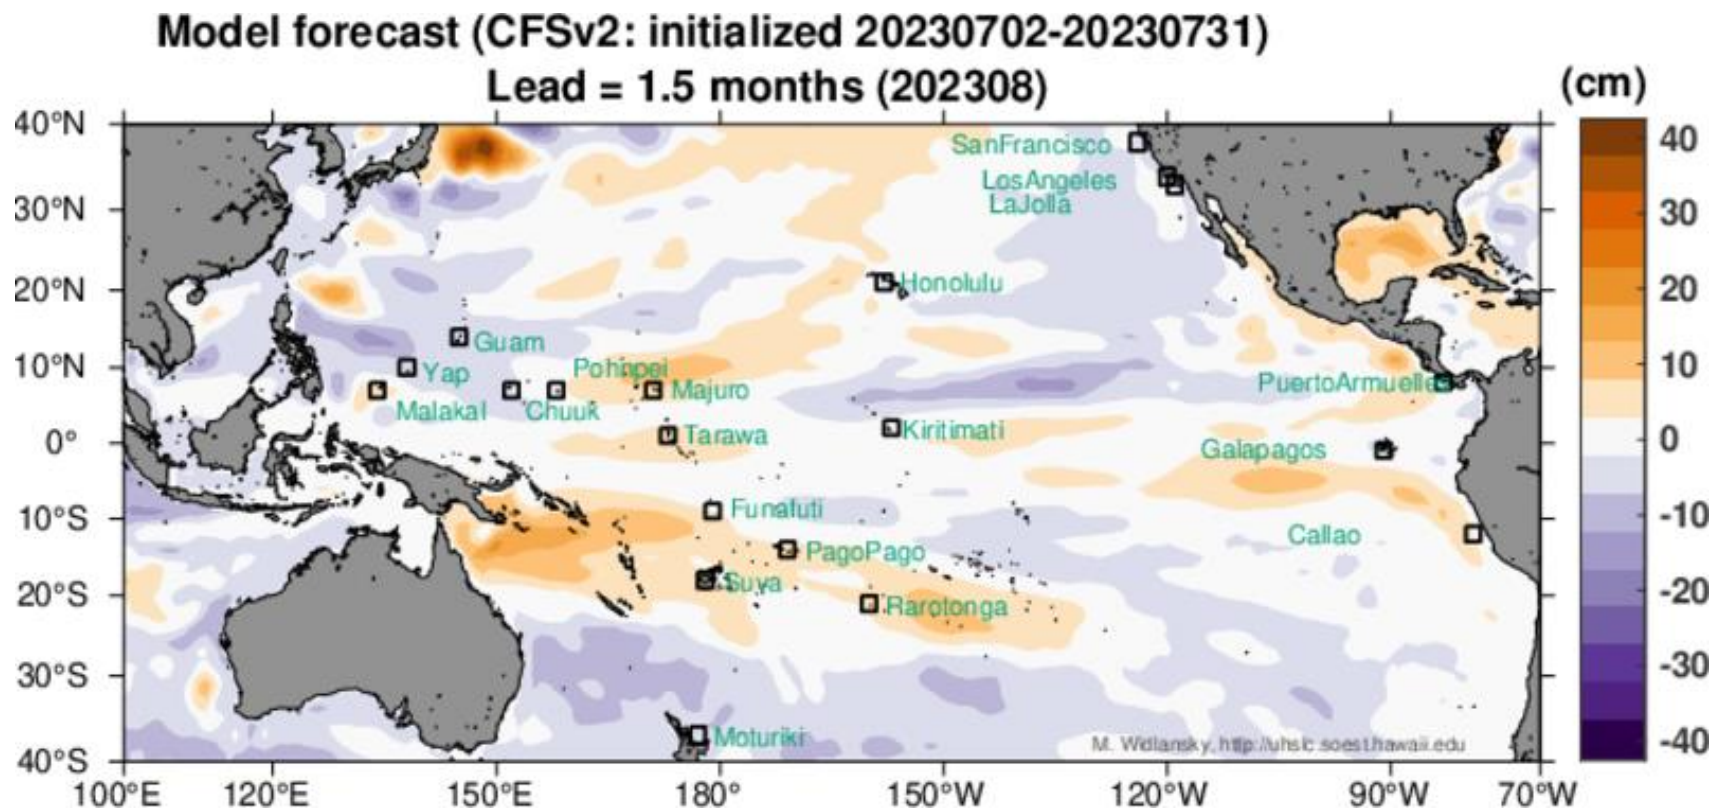 Model forecast (CFSv2: initialized 20230702-20230731)
Lead = 1.5 months (202308)
(cm)
40°N
30°N
20°N
10°N
0°
10°S
20°S
30°S
40°S
SanFrancisco
LosAngeles
LaJolla
Honolulu
Guam
Pohnpei
Yap
Majuro
PuertoArmuelle
Malakal
Chuuk
Tarawa
Kiritimati
Galapagos
Funafuti
Callao
PagoPago
Suva
Rarotonga
Moturiki
M. Widlansky, http://uhslc.soest.hawaii.edu
100°E 120°E 150°E 180° 150°W 120°W 90°W 70°W
40
30
20
10
0
-10
-20
-30
-40